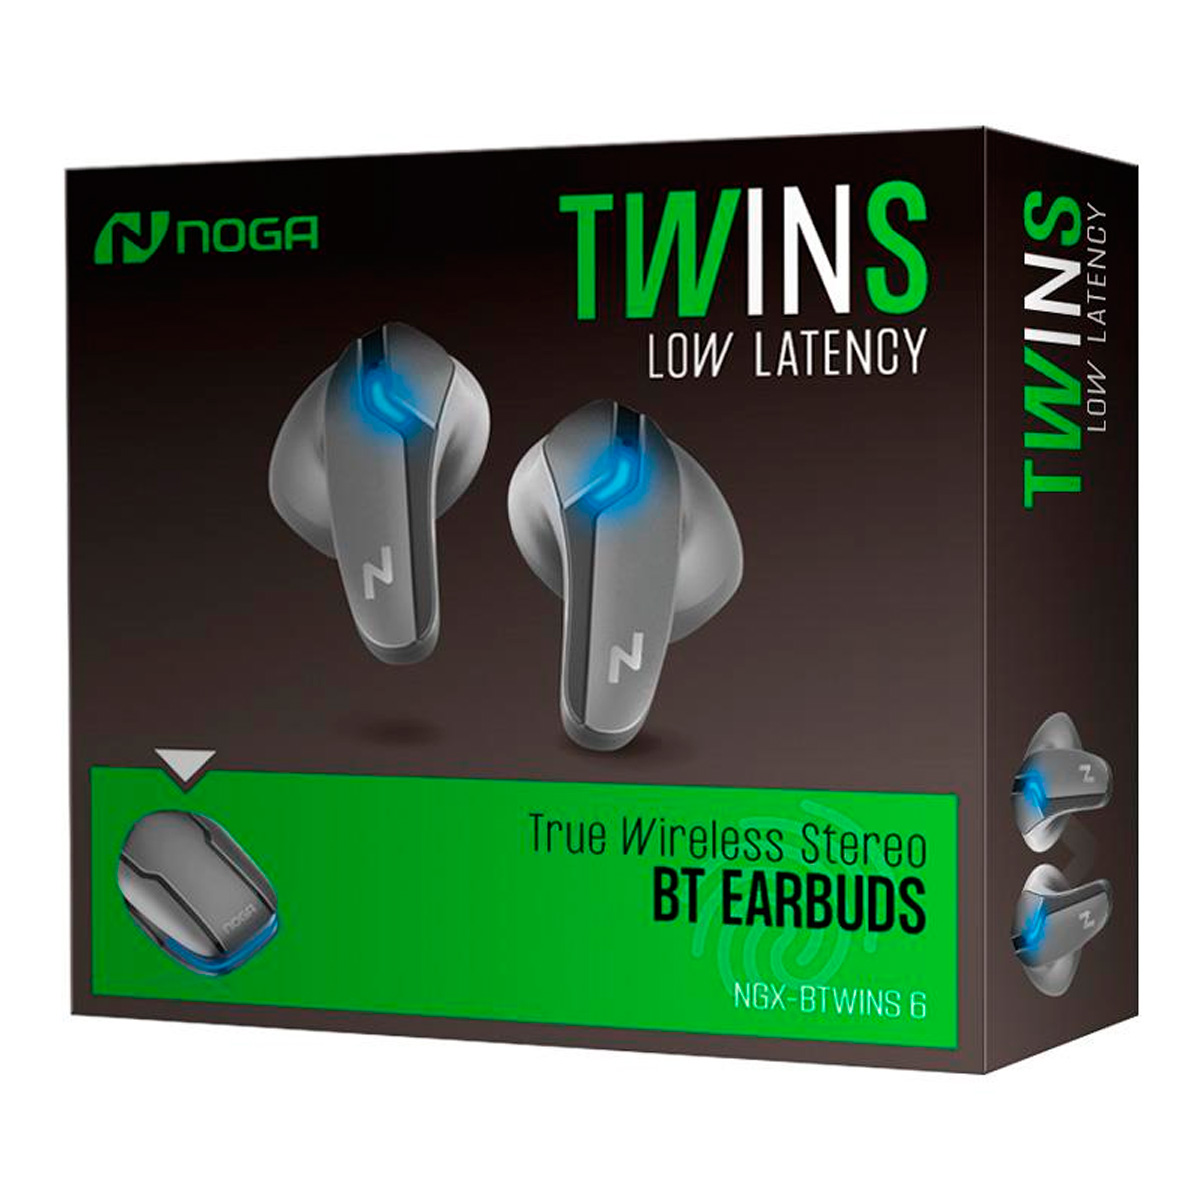 NOGA
TWINS
LOW LATENCY
N
N
NOGA
True Wireless Stereo
BT EARBUDS
NGX-BTWINS 6
TWINS
LOW LATENCY
N
N